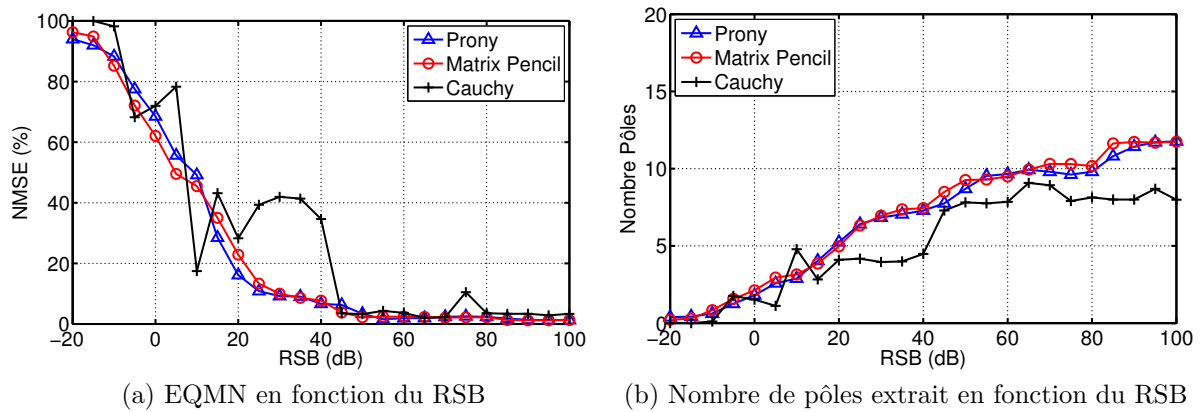 100
80
60
40
20
0
NMSE (%)
−20
0
20
40
60
80
100
RSB (dB)
Prony
Matrix Pencil
Cauchy
(a) EQMN en fonction du RSB
20
15
10
5
0
Nombre Pôles
−20
0
20
40
60
80
100
RSB (dB)
Prony
Matrix Pencil
Cauchy
(b) Nombre de pôles extrait en fonction du RSB